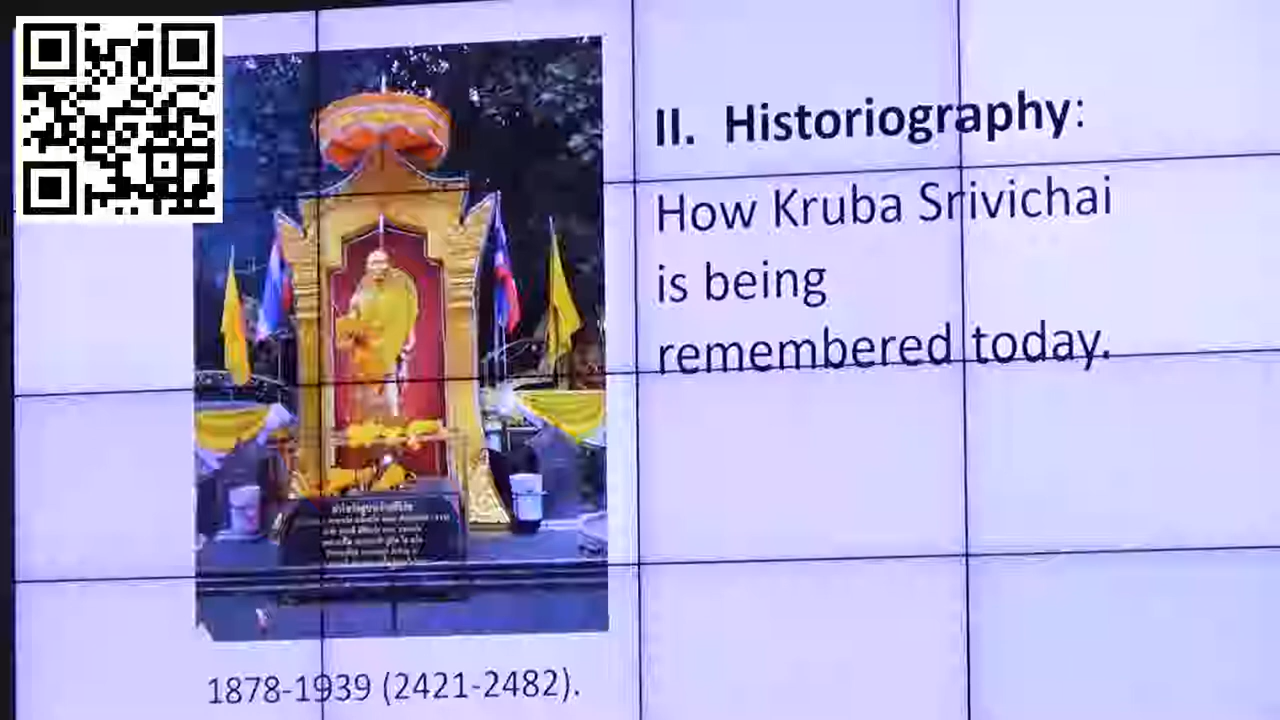 II. Historiography:
How Kruba Srivichai
is being
remembered today.
1878-1939 (2421-2482).